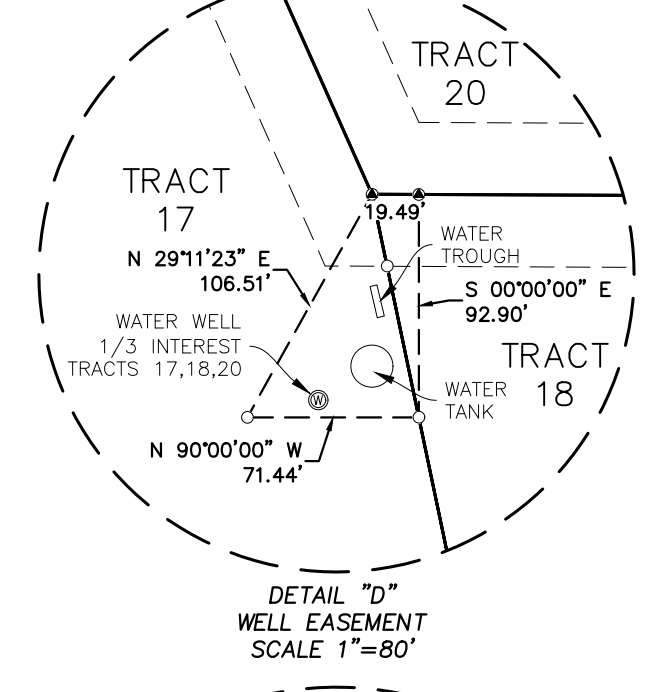 TRACT
20
TRACT
17
19.49'
WATER
TROUGH
N 29°11'23" E
106.51'
S 00°00'00" E
92.90'
WATER WELL
1/3 INTEREST
TRACTS 17,18,20
TRACT
18
W
WATER
TANK
N 90°00'00" W
71.44'
DETAIL "D"
WELL EASEMENT
SCALE 1"=80'